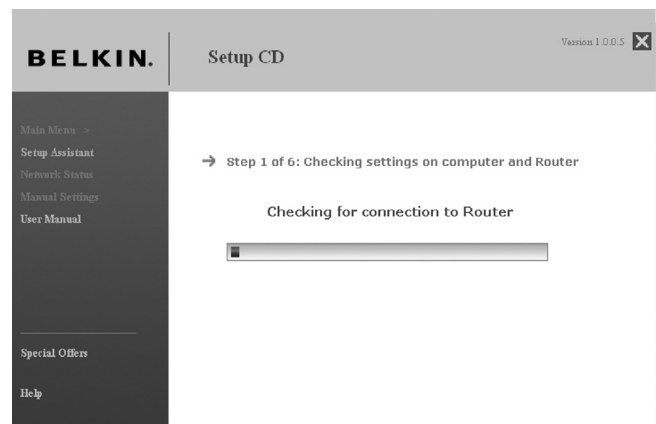 BELKIN.
Setup CD
Version 1.0.0.5
Main Menu >
Setup Assistant
Network Status
Manual Settings
User Manual
Special Offers
Help
Step 1 of 6: Checking settings on computer and Router
Checking for connection to Router